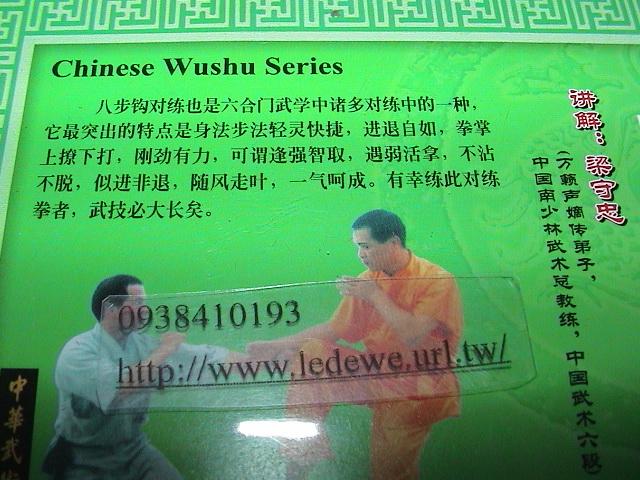 Chinese Wushu Series
八步钩对练也是六合门武学中诸多对练中的一种，
它最突出的特点是身法步法轻灵快捷，进退自如，拳掌
上撩下打，刚劲有力，可谓逢强智取，遇弱活拿，不沾
不脱，似进非退，随风走叶，一气呵成。有幸练此对练
拳者，武技必大长矣。
讲解：梁守忠
（万籁声嫡传弟子，
中国南少林武术总教练，中国武术六段）
0938410193
http://www.ledewe.url.tw/
中華武